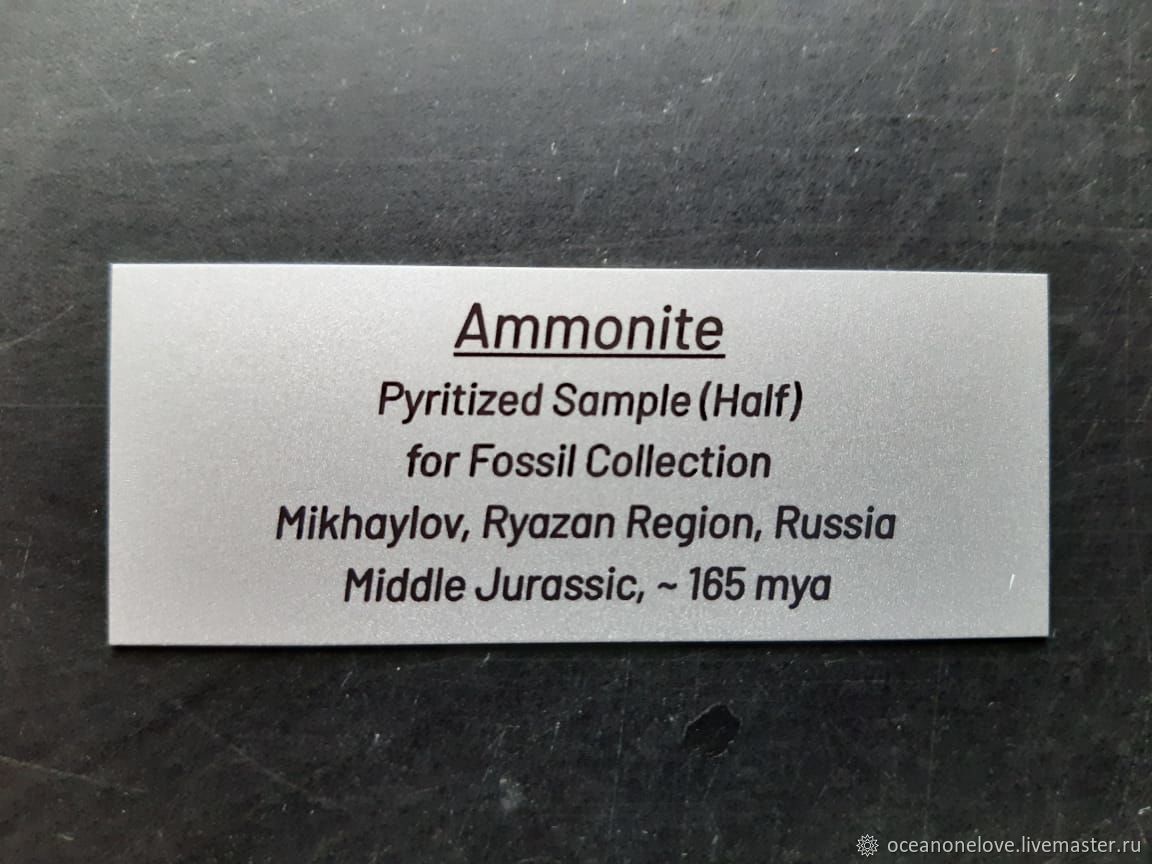 Ammonite
Pyritized Sample (Half)
for Fossil Collection
Mikhaylov, Ryazan Region, Russia
Middle Jurassic, ~ 165 mya
oceanonelove.livemaster.ru